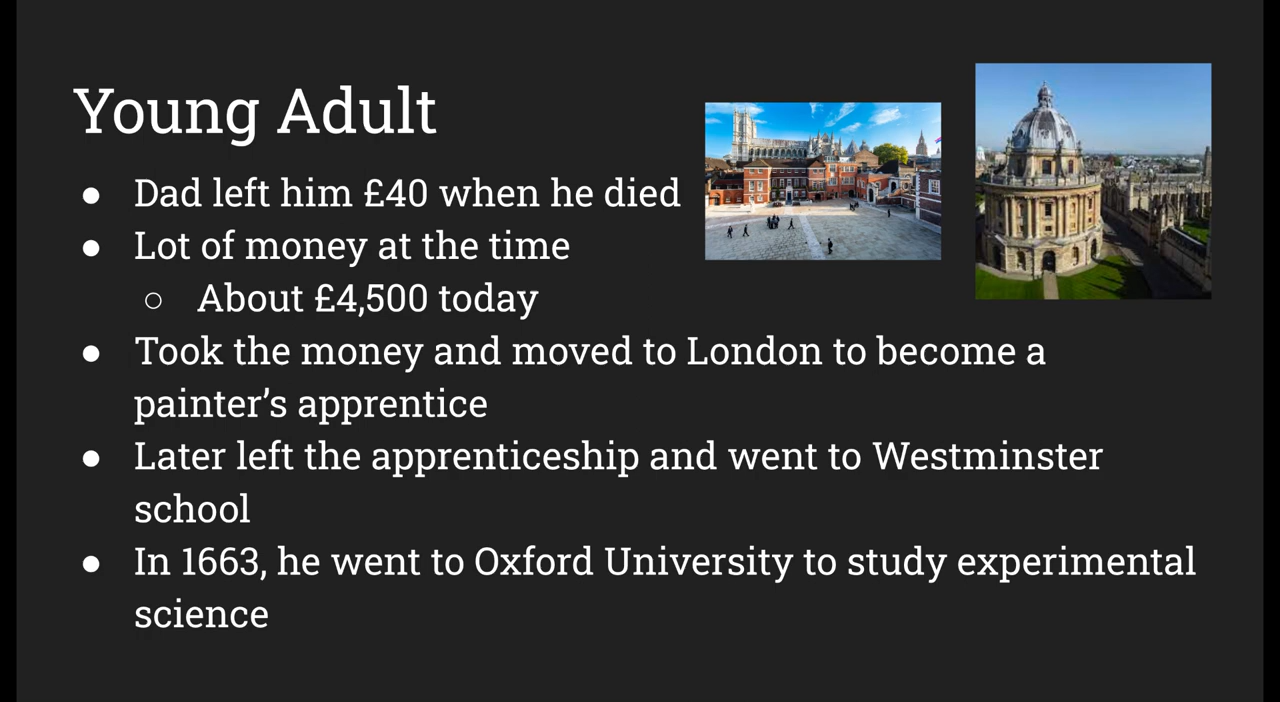 Young Adult
● Dad left him £40 when he died
● Lot of money at the time
○ About £4,500 today
● Took the money and moved to London to become a
painter’s apprentice
● Later left the apprenticeship and went to Westminster
school
● In 1663, he went to Oxford University to study experimental
science